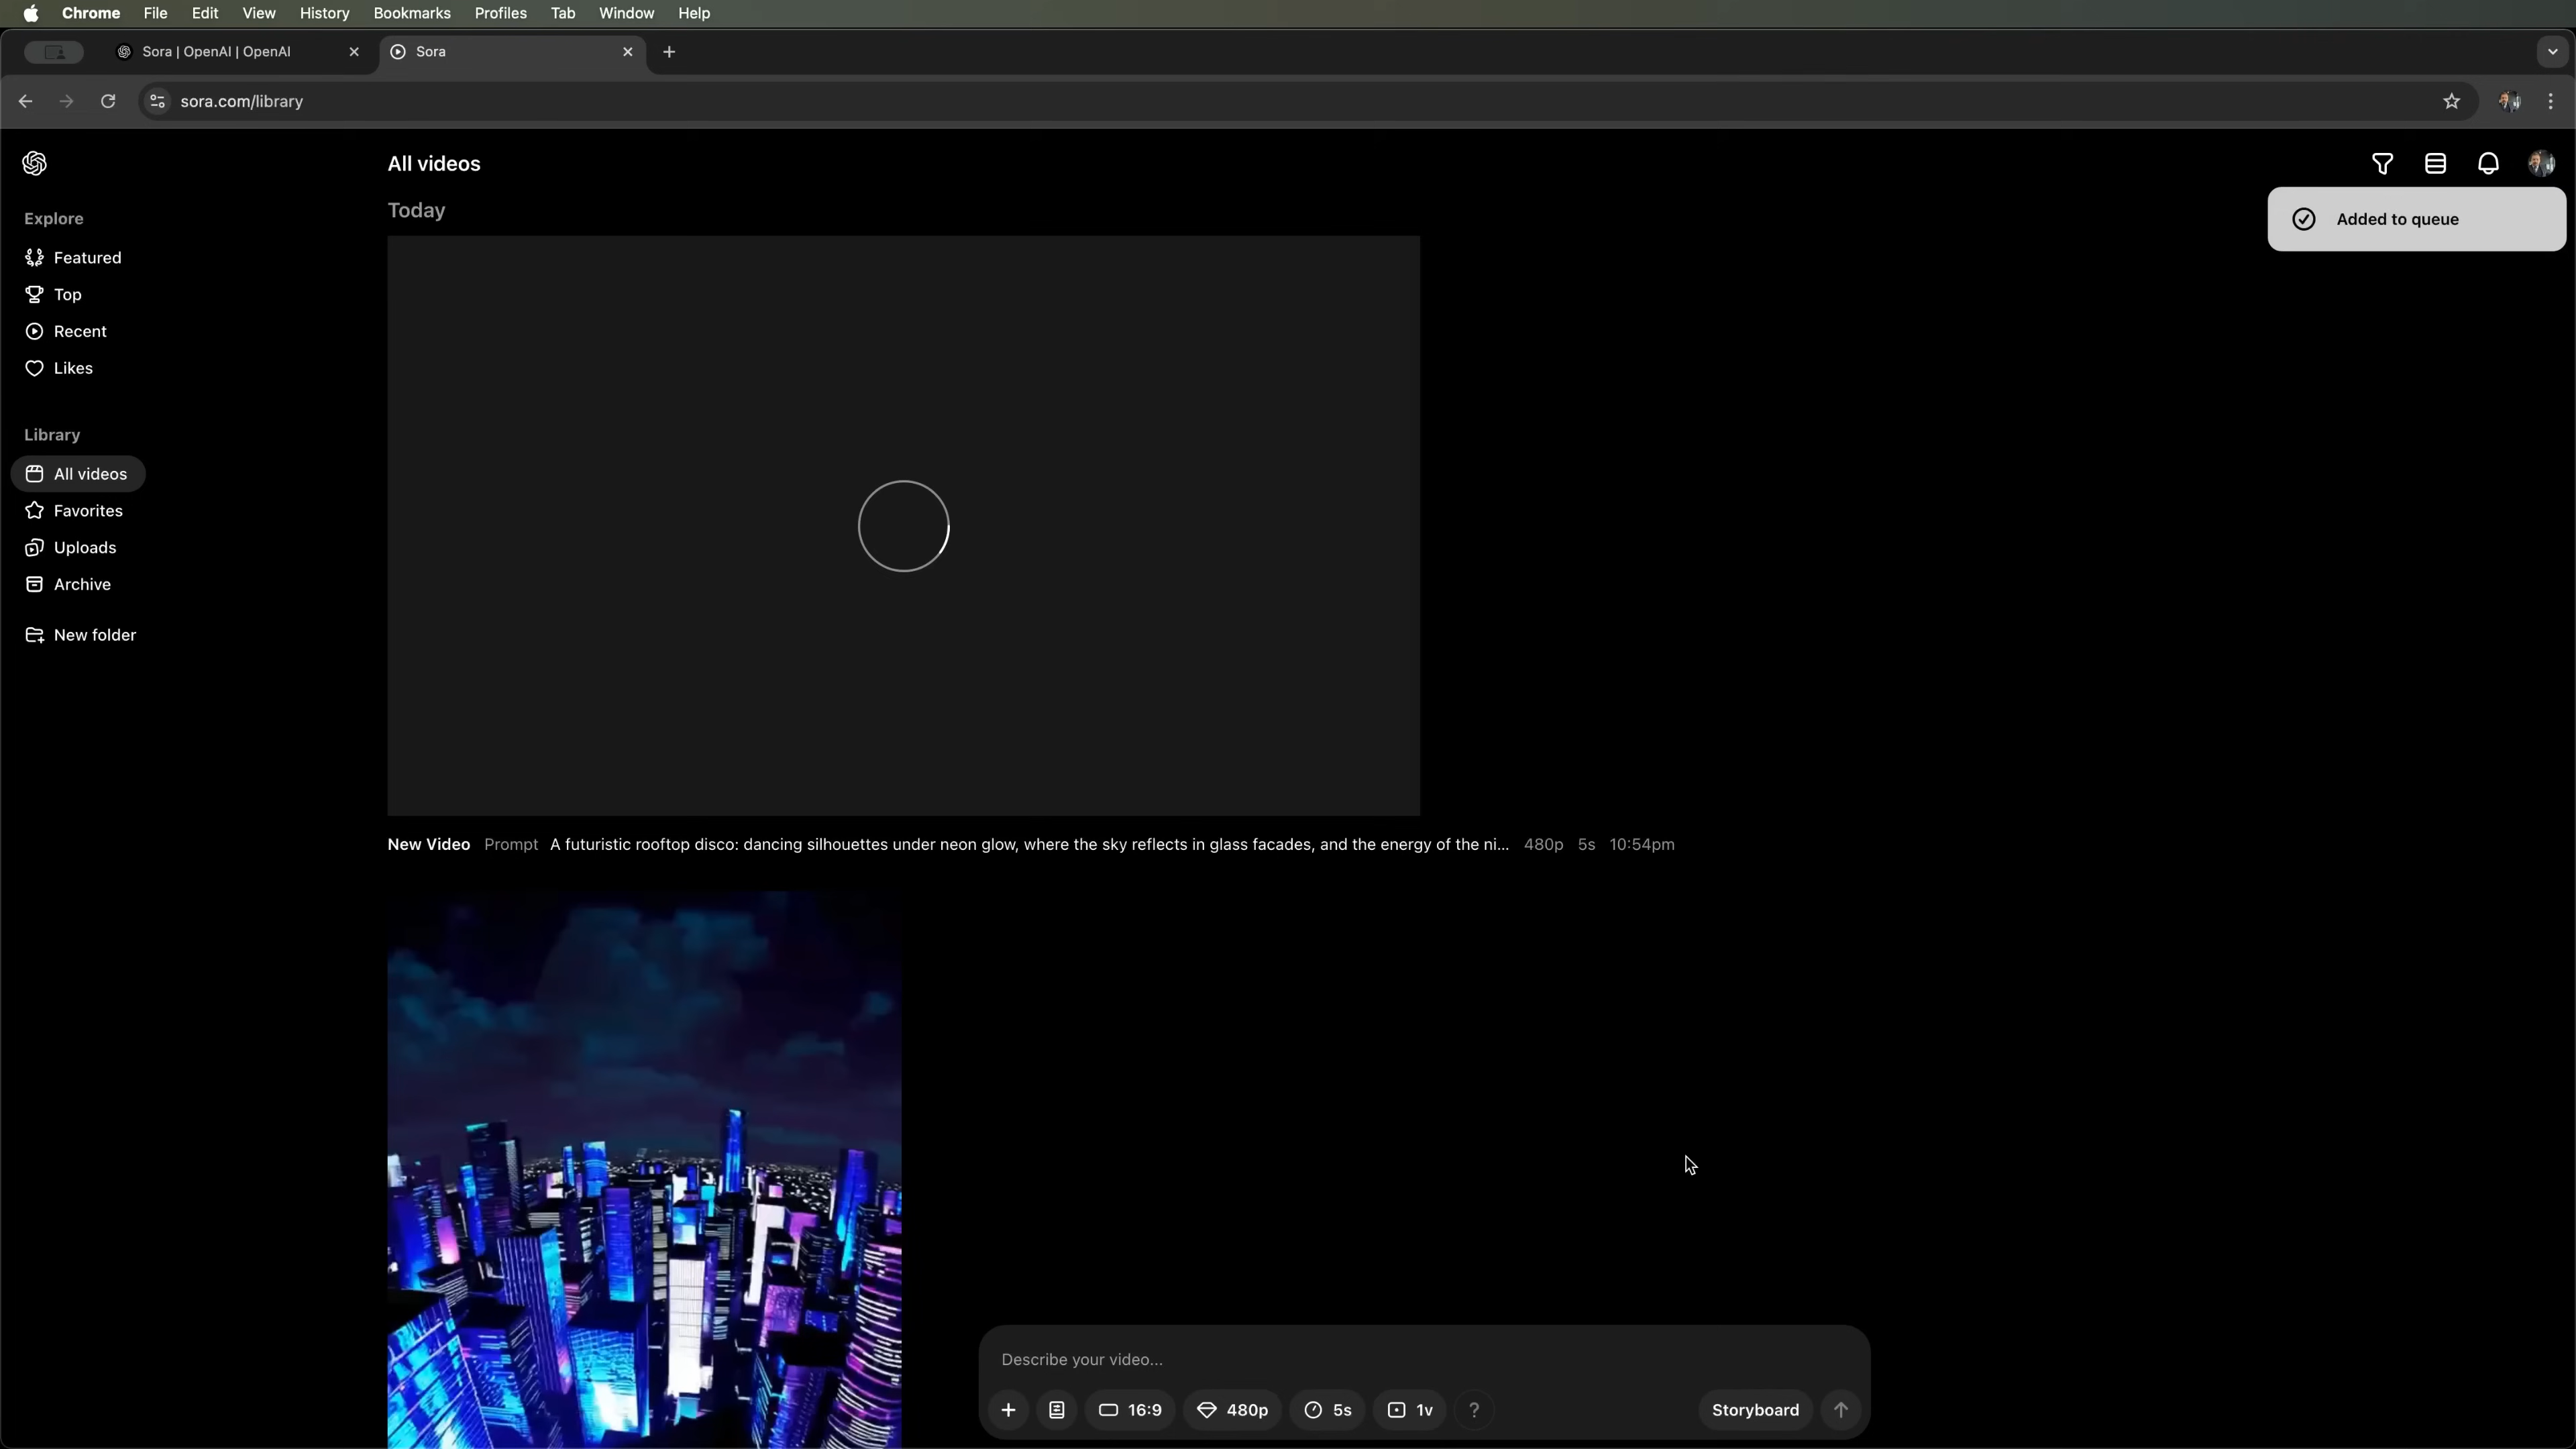 Chrome File Edit View History Bookmarks Profiles Tab Window Help
Sora | OpenAI | OpenAI
Sora
sora.com/library
All videos
Today
Added to queue
Explore
Featured
Top
Recent
Likes
Library
All videos
Favorites
Uploads
Archive
New folder
New Video Prompt A futuristic rooftop disco: dancing silhouettes under neon glow, where the sky reflects in glass facades, and the energy of the ni... 480p 5s 10:54pm
Describe your video...
16:9 480p 5s 1v ? Storyboard